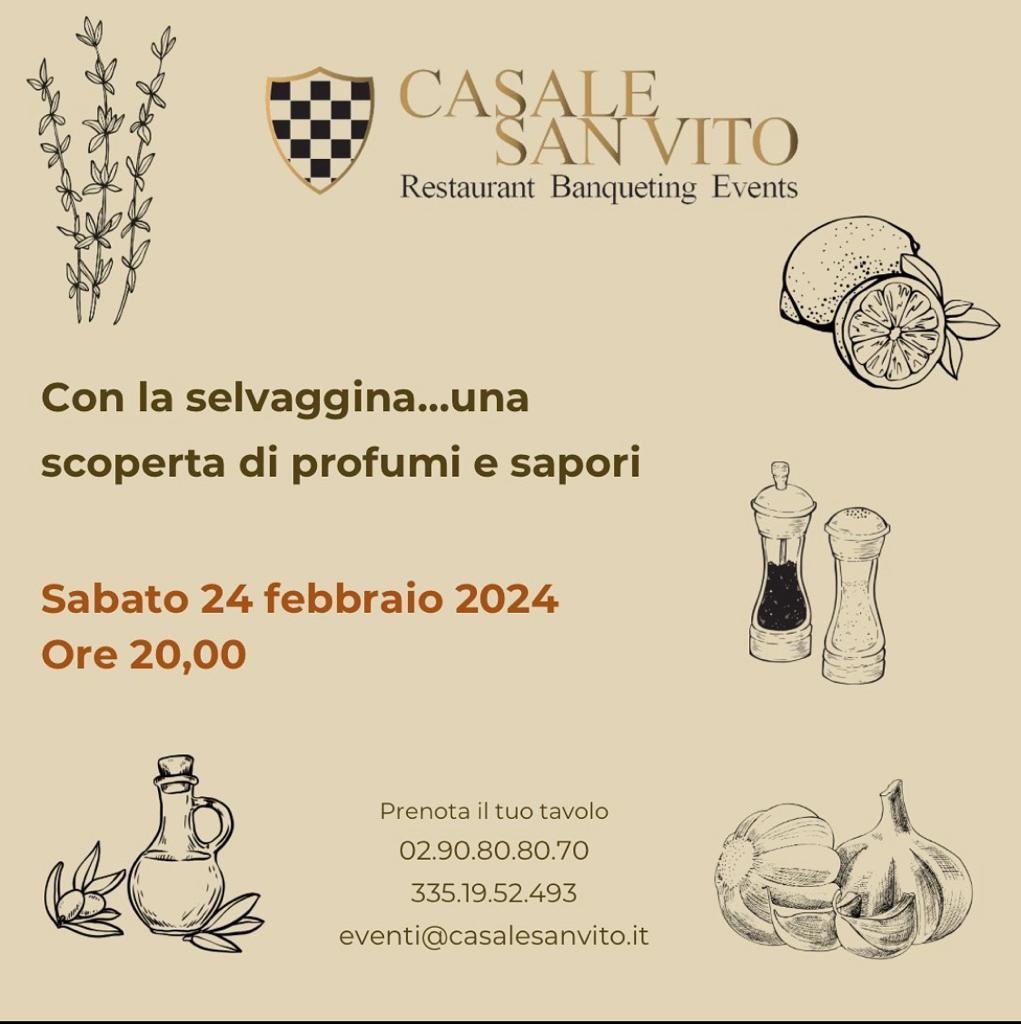 CASALE
SAN VITO
Restaurant Banqueting Events
Con la selvaggina...una
scoperta di profumi e sapori
Sabato 24 febbraio 2024
Ore 20,00
Prenota il tuo tavolo
02.90.80.80.70
335.19.52.493
eventi@casalesanvito.it